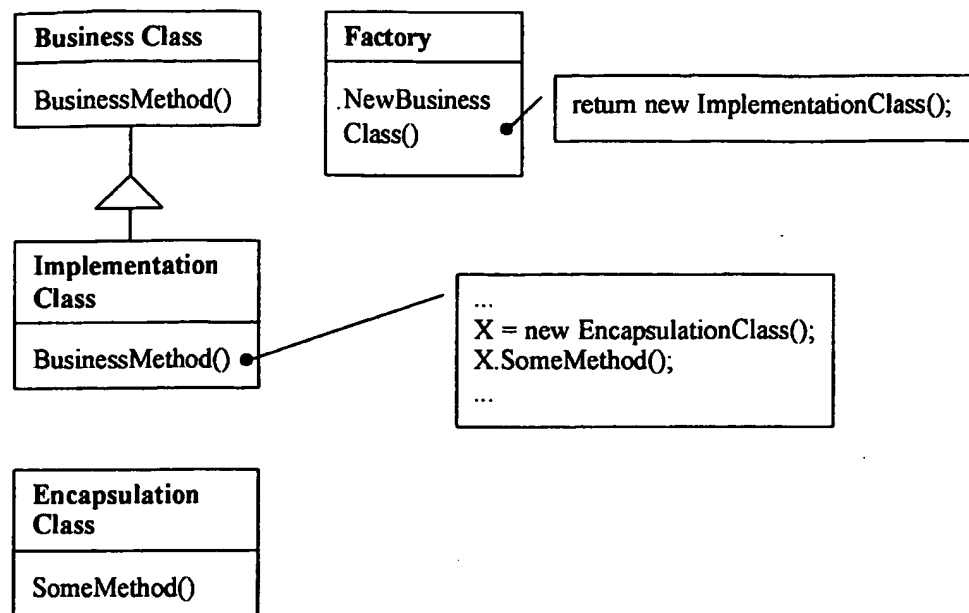 Business Class
BusinessMethod()
Factory
.NewBusiness
Class()
return new ImplementationClass();
Implementation
Class
BusinessMethod()
...
X = new EncapsulationClass();
X.SomeMethod();
...
Encapsulation
Class
SomeMethod()